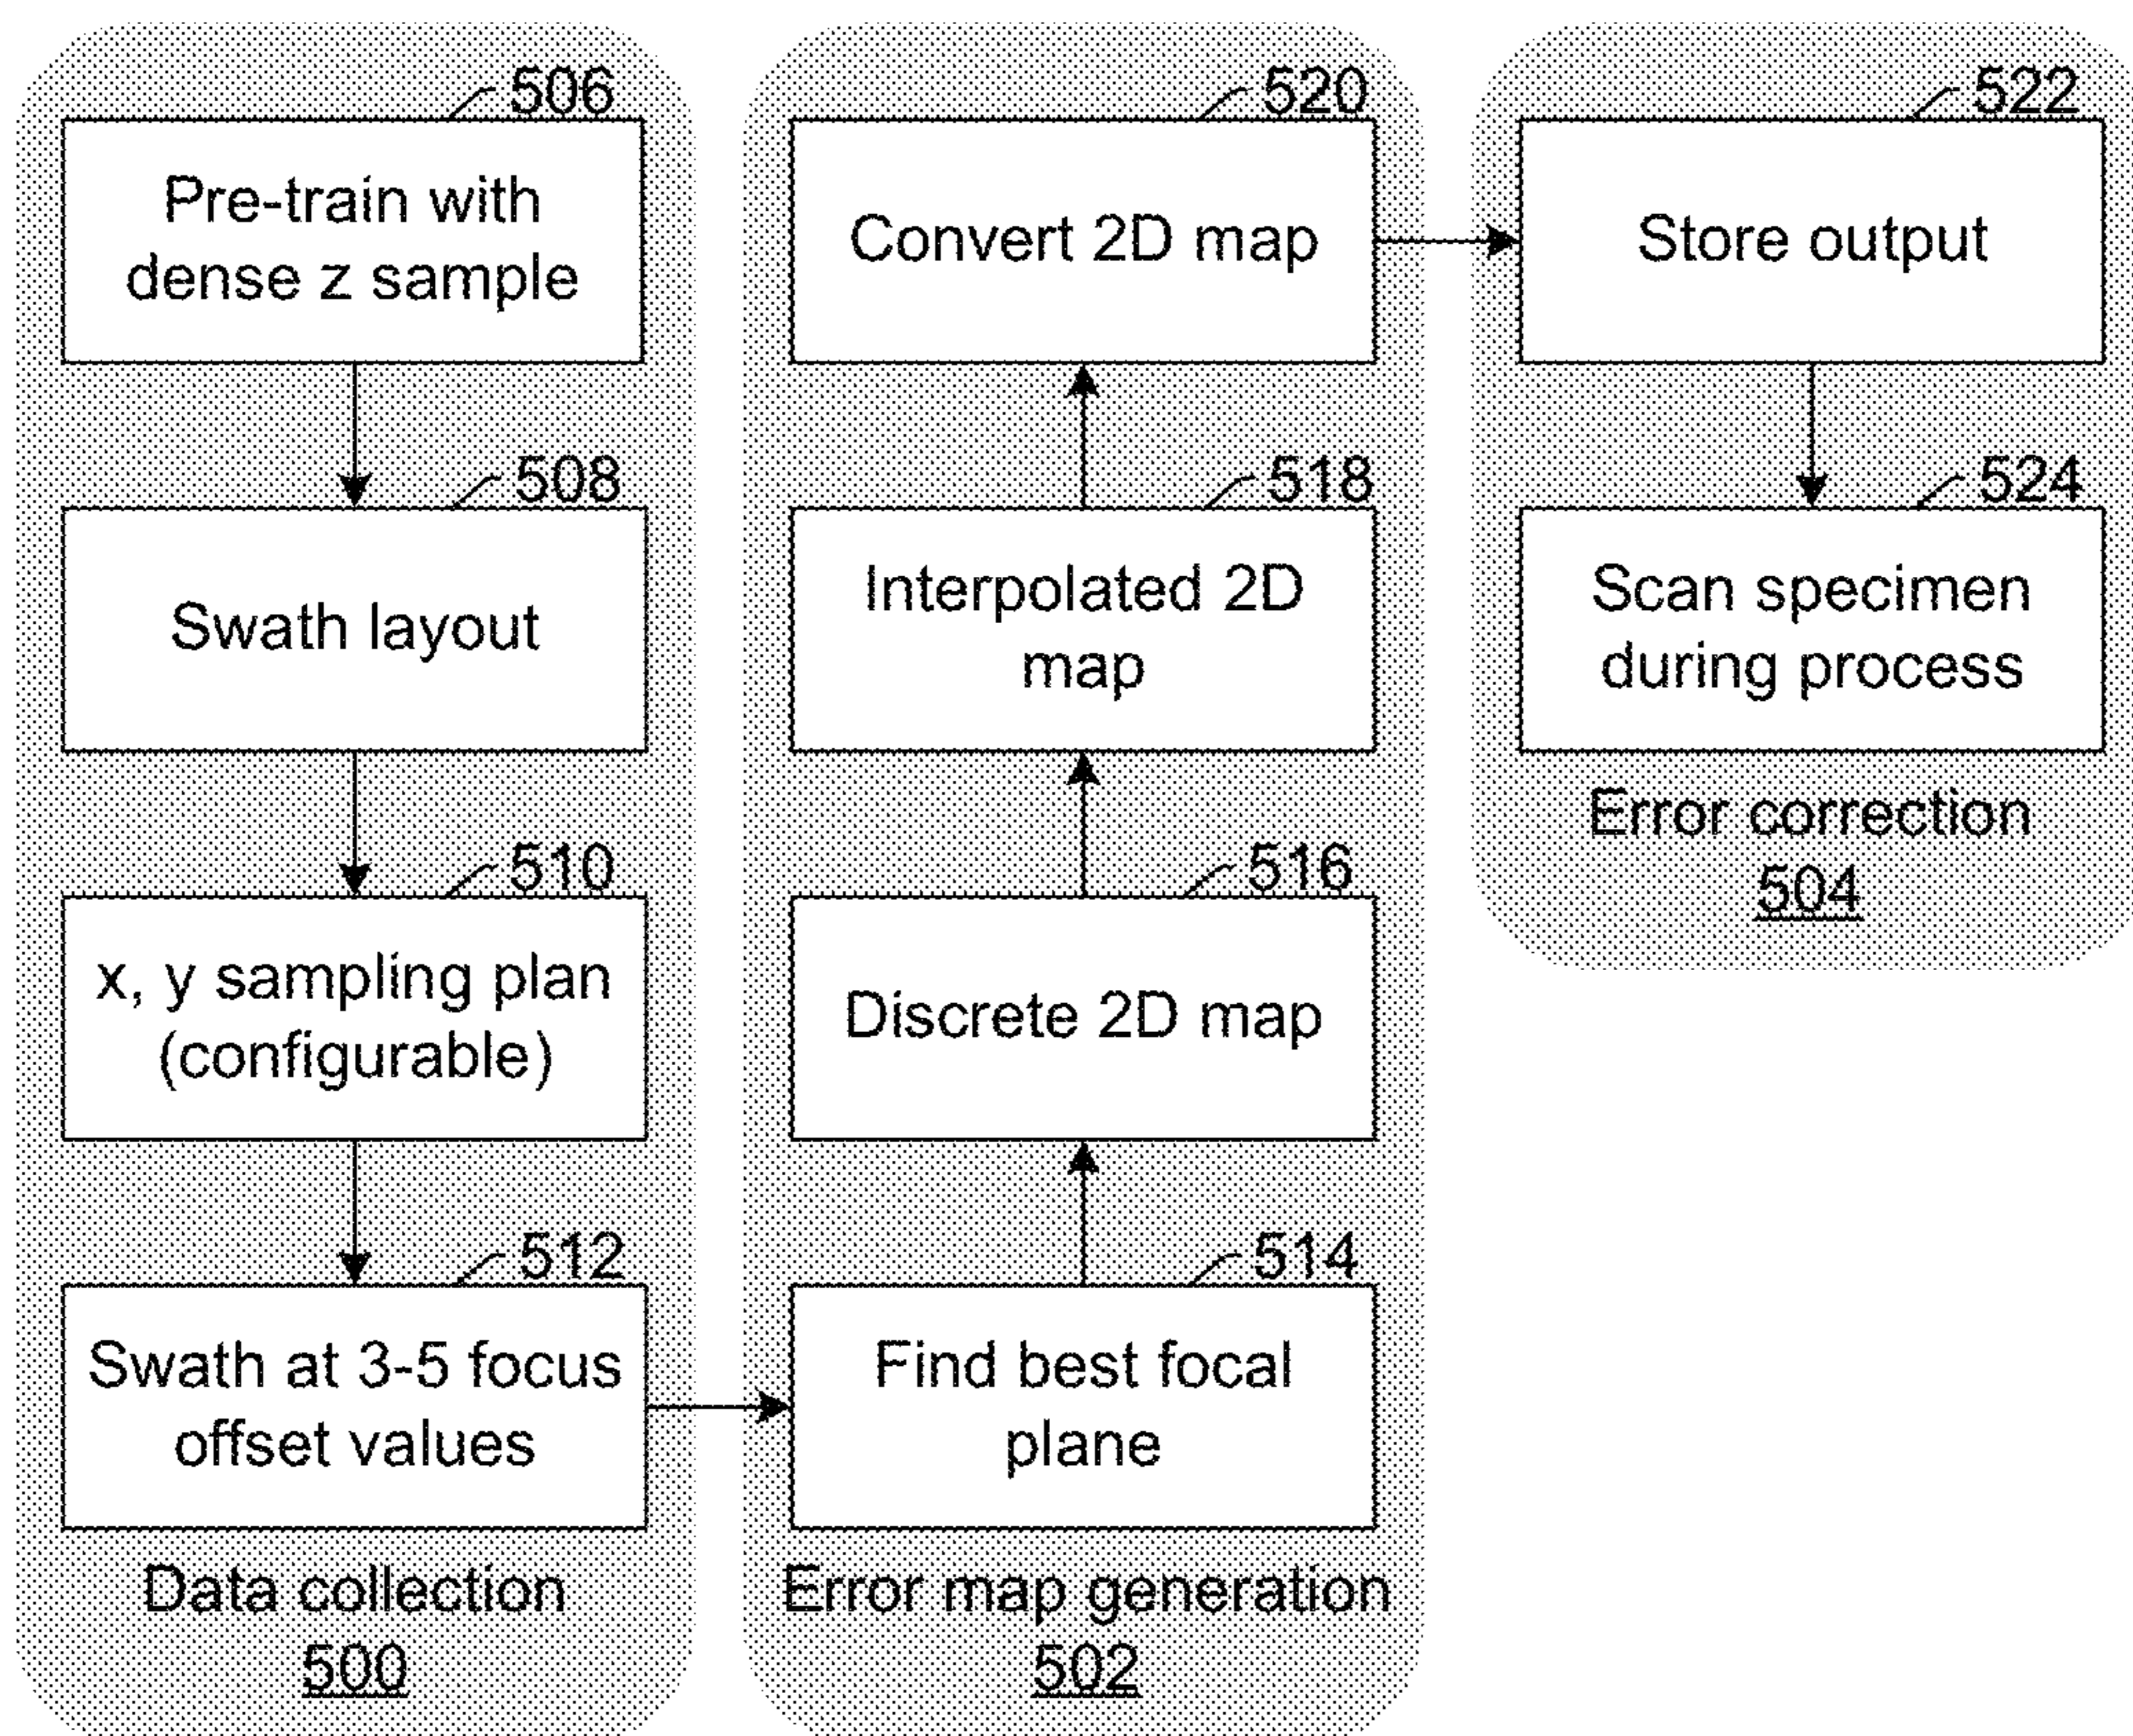 506
Pre-train with
dense z sample
508
Swath layout
510
x, y sampling plan
(configurable)
512
Swath at 3-5 focus
offset values
Data collection
500
520
Convert 2D map
518
Interpolated 2D
map
516
Discrete 2D map
514
Find best focal
plane
Error map generation
502
522
Store output
524
Scan specimen
during process
Error correction
504